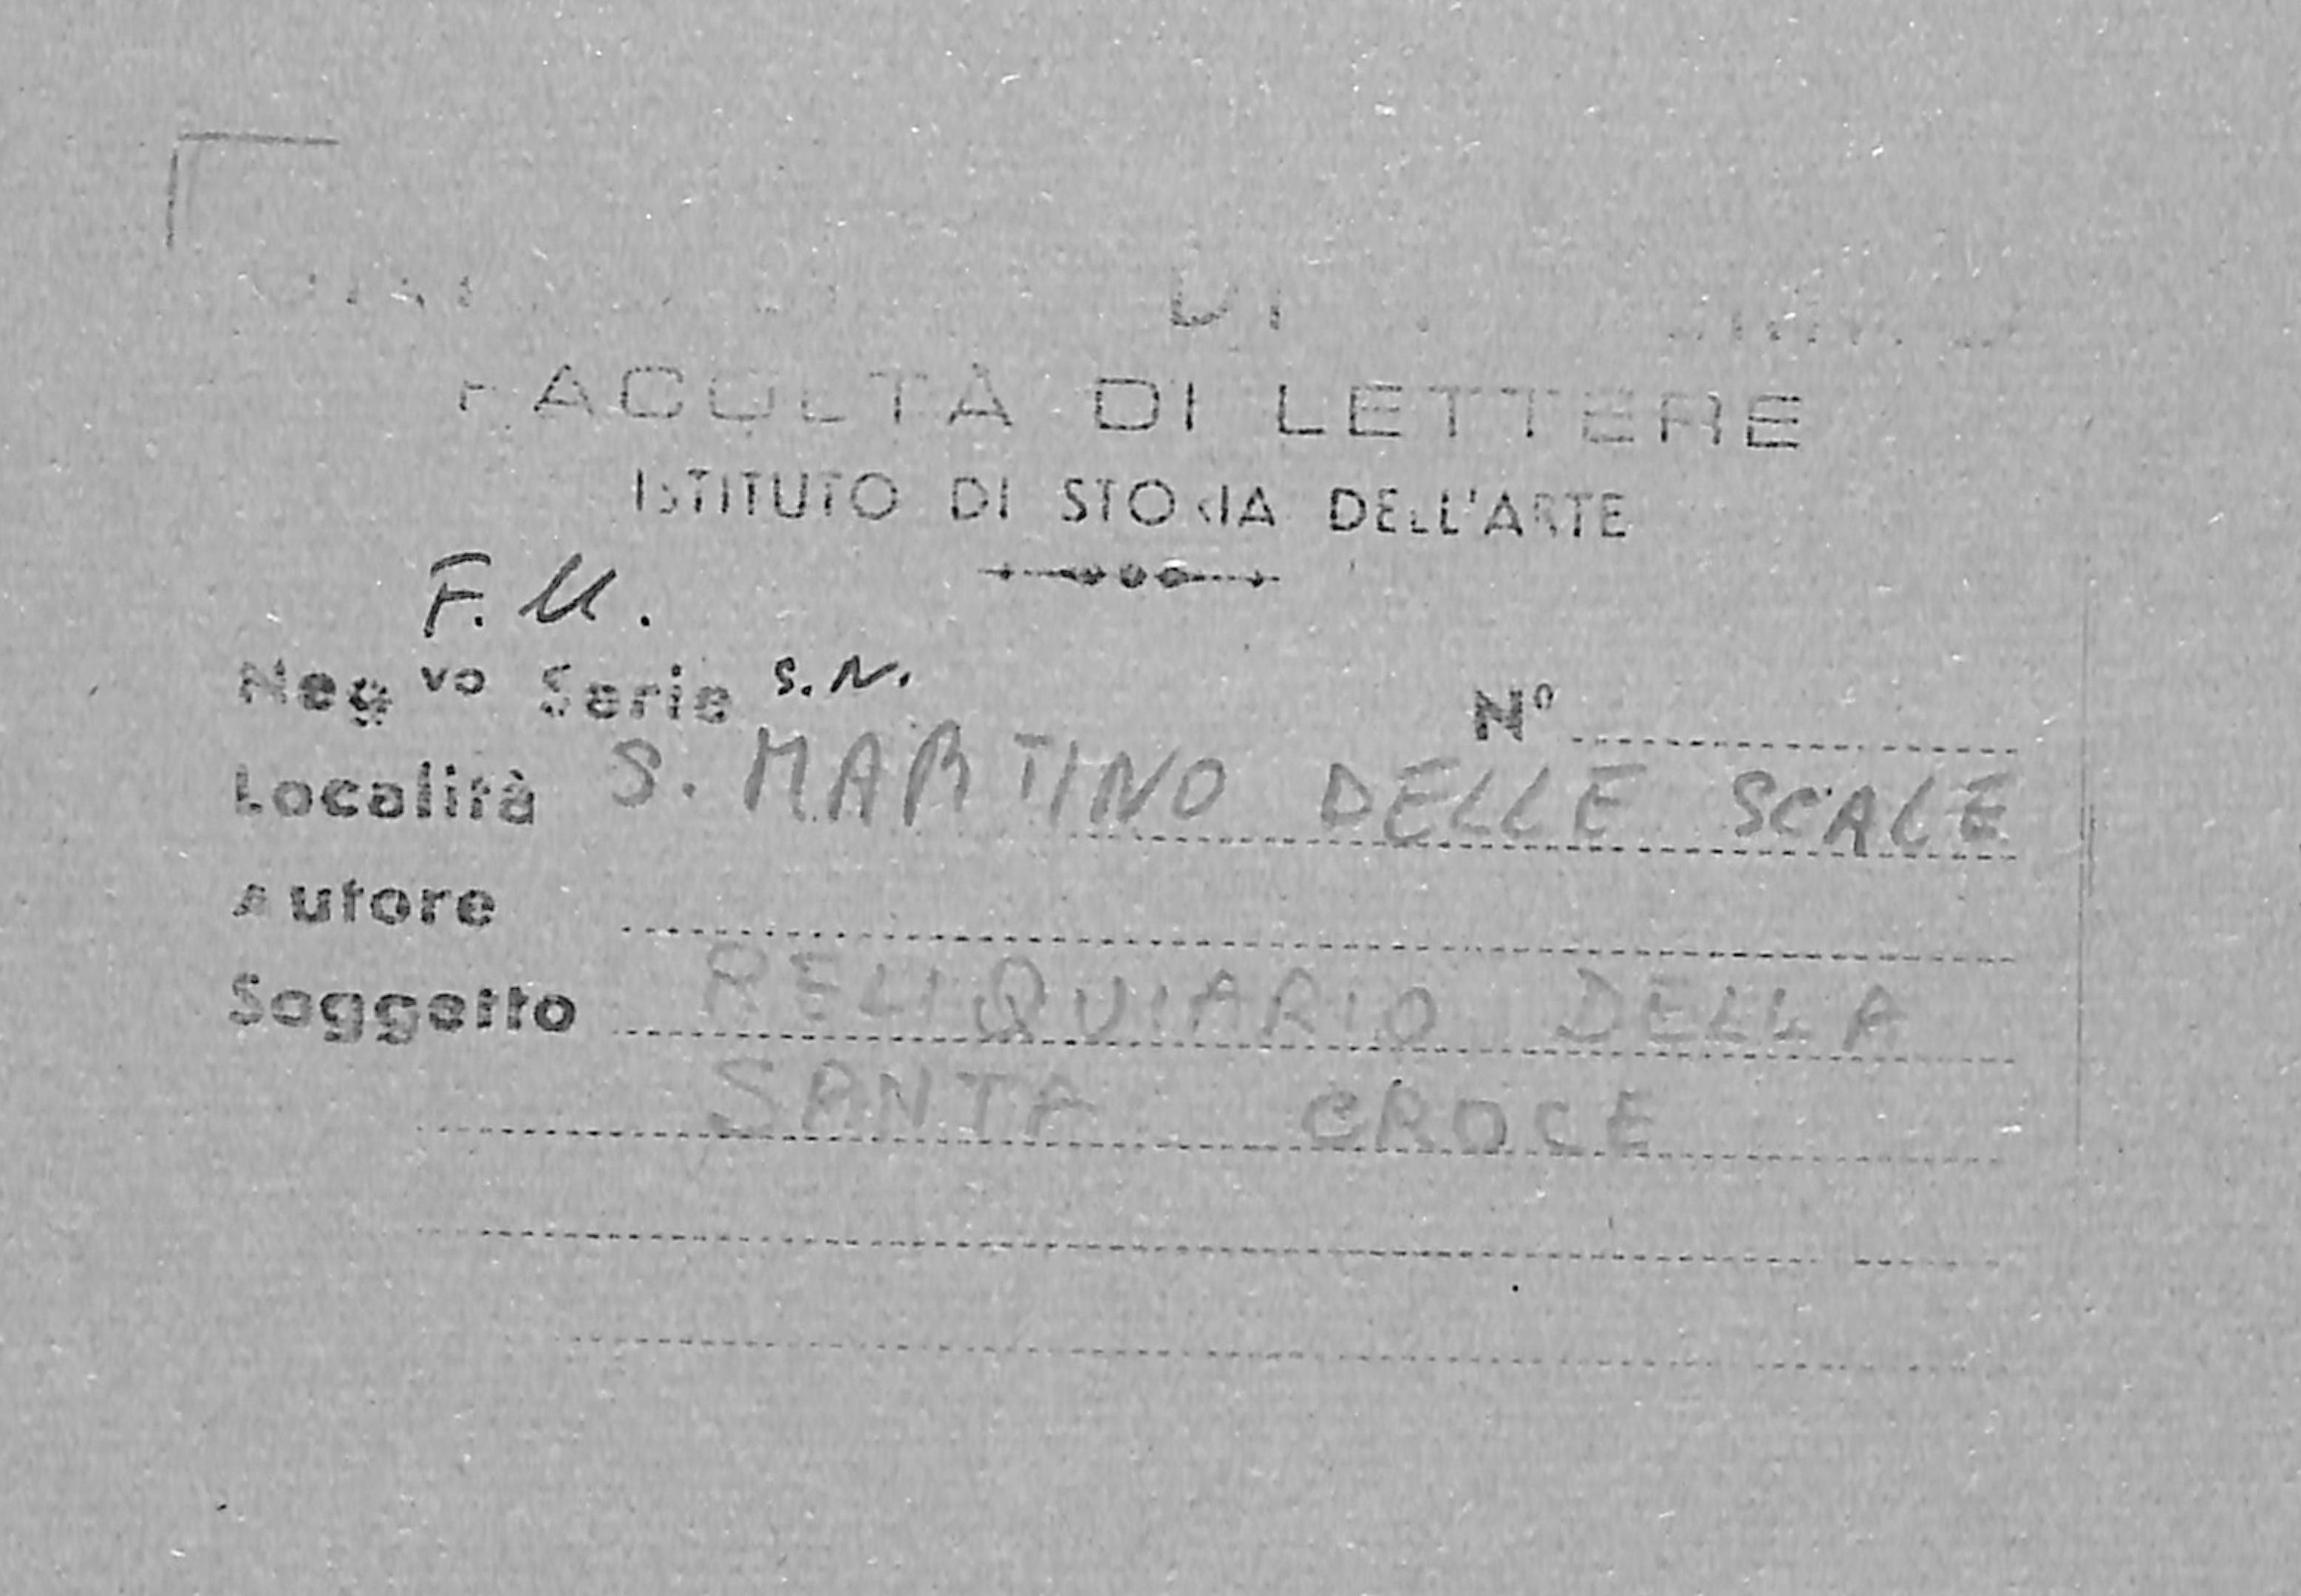 DI
FACOLTÀ DI LETTERE
ISTITUTO DI STORIA DELL'ARTE
F. U.
Neg vo Serie s.N. N°
Località S. MARTINO DELLE SCALE
Autore
Soggetto RELIQUIARIO DELLA
SANTA CROCE